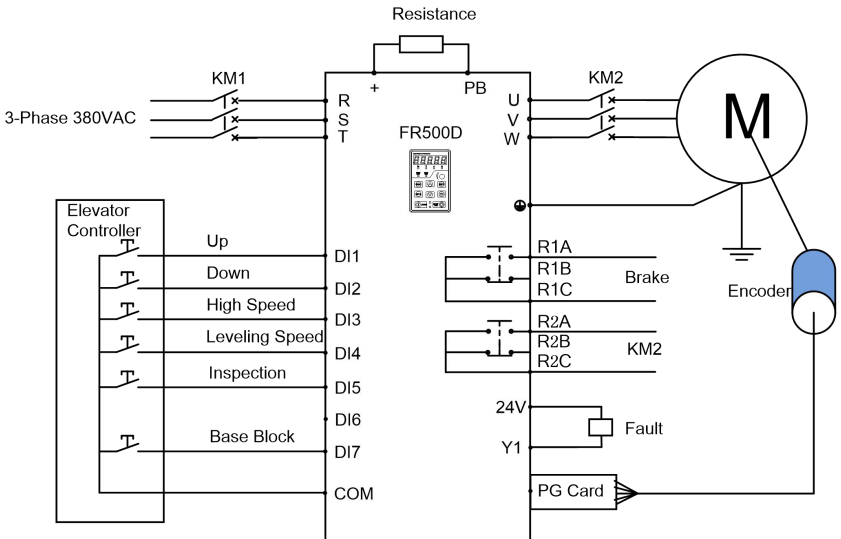 Resistance
KM1
KM2
+
PB
3-Phase 380VAC
R
S
T
U
V
W
M
FR500D
Elevator
Controller
Up
DI1
Down
DI2
High Speed
DI3
Leveling Speed
DI4
Inspection
DI5
DI6
Base Block
DI7
COM
R1A
R1B
R1C
Brake
R2A
R2B
R2C
KM2
Encoder
24V
Y1
Fault
PG Card